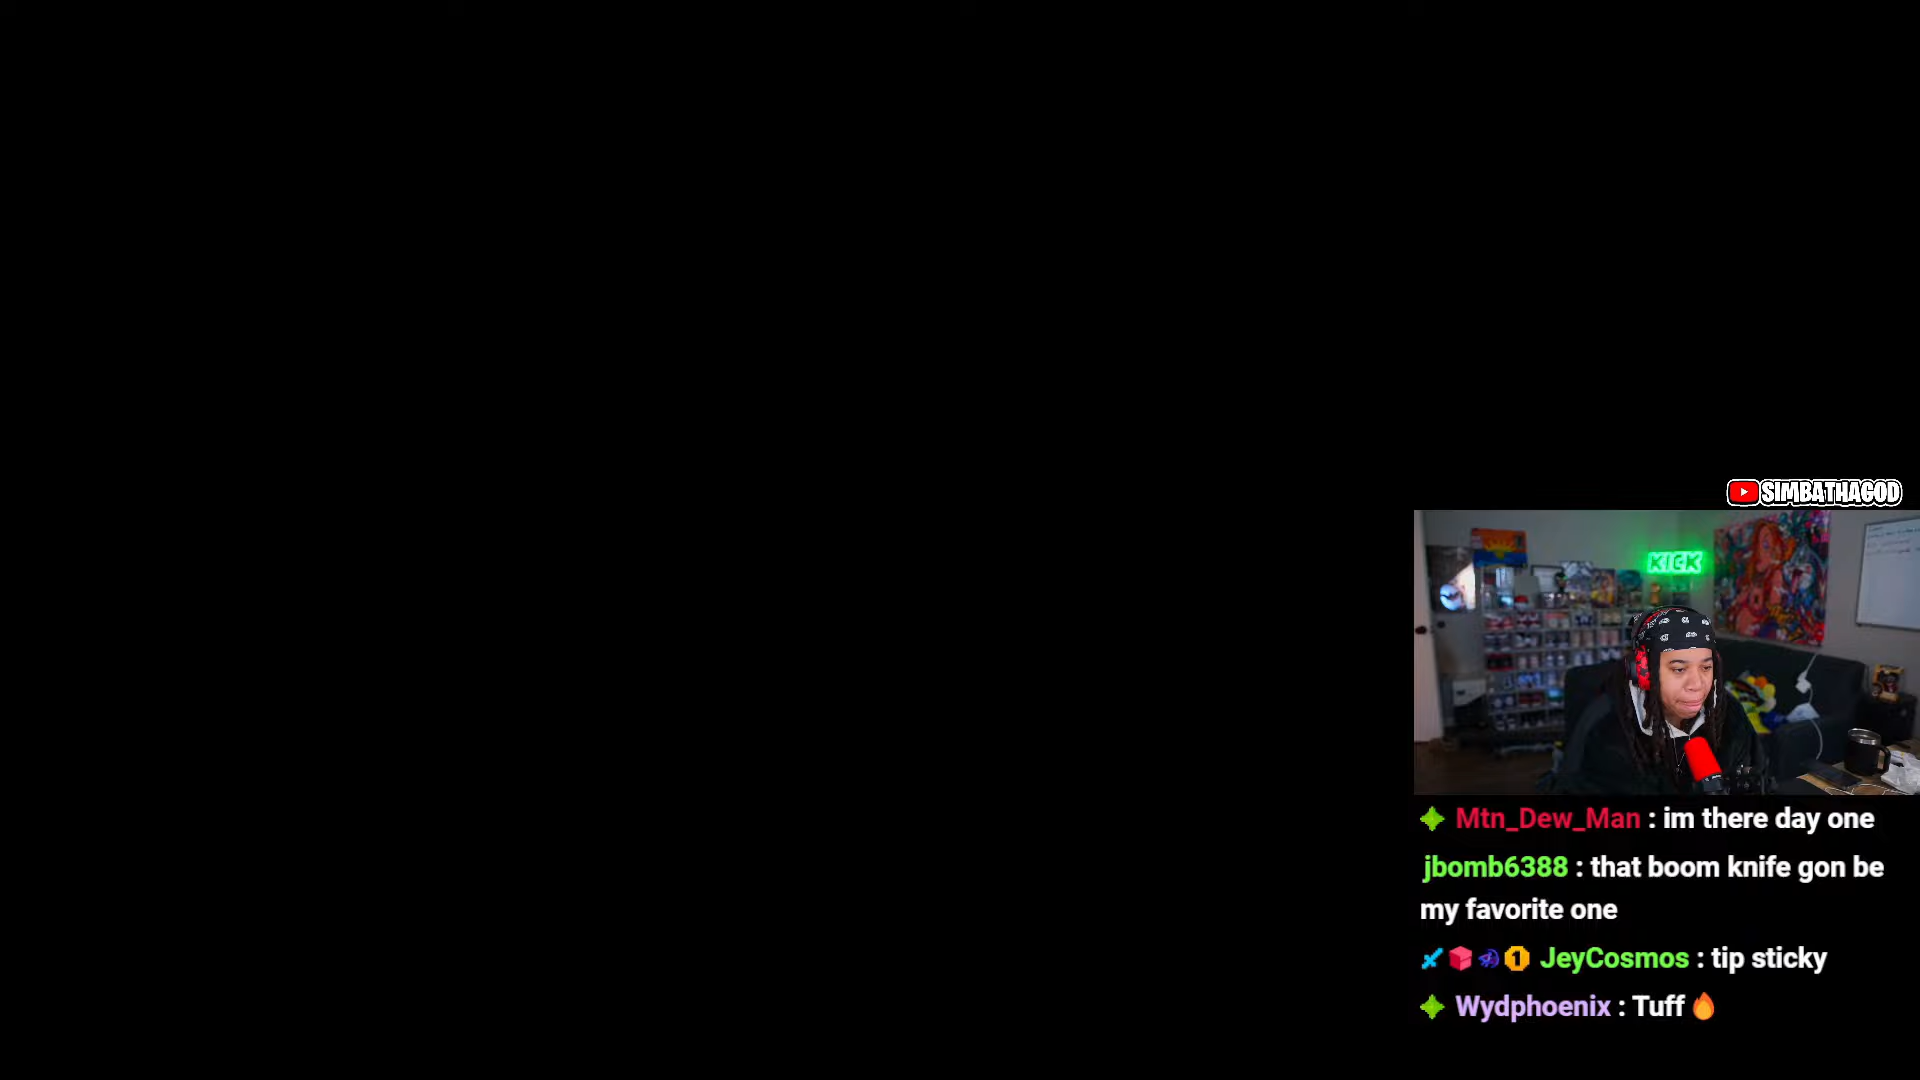 SIMBATHAGOD
KICK
Mtn_Dew_Man : im there day one
jbomb6388 : that boom knife gon be
my favorite one
1 JeyCosmos : tip sticky
Wydphoenix : Tuff🔥